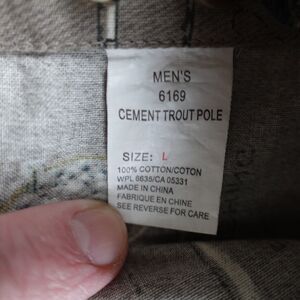 MEN'S
6169
CEMENT TROUT POLE
SIZE: L
100% COTTON/COTON
WPL 6635/CA 05331
MADE IN CHINA
FABRIQUE EN CHINE
SEE REVERSE FOR CARE